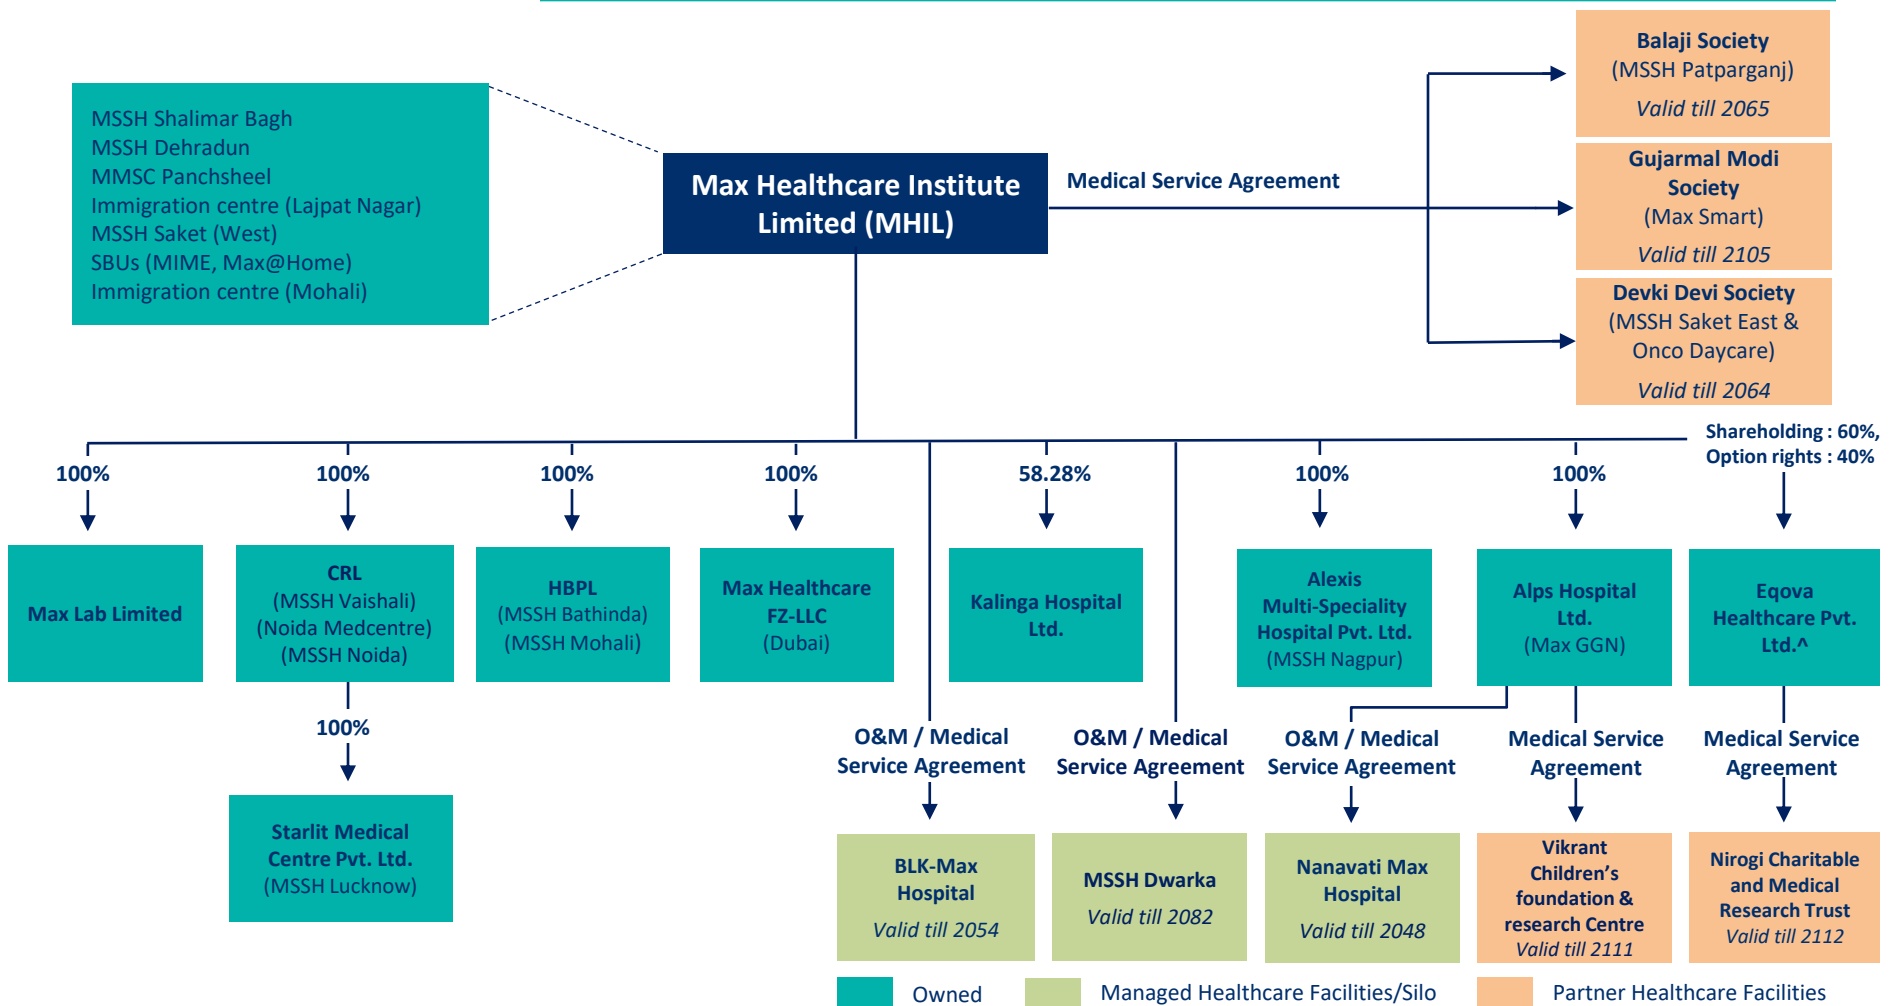 Balaji Society
(MSSH Patparganj)
Valid till 2065
MSSH Shalimar Bagh
MSSH Dehradun
MMSC Panchsheel
Immigration centre (Lajpat Nagar)
MSSH Saket (West)
SBUs (MIME, Max@Home)
Immigration centre (Mohali)
Max Healthcare Institute
Limited (MHIL)
Medical Service Agreement
Gujarmal Modi
Society
(Max Smart)
Valid till 2105
Devki Devi Society
(MSSH Saket East &
Onco Daycare)
Valid till 2064
Shareholding : 60%,
Option rights : 40%
100%
100%
100%
100%
58.28%
100%
100%
Max Lab Limited
CRL
(MSSH Vaishali)
(Noida Medcentre)
(MSSH Noida)
HBPL
(MSSH Bathinda)
(MSSH Mohali)
Max Healthcare
FZ-LLC
(Dubai)
Kalinga Hospital
Ltd.
Alexis
Multi-Speciality
Hospital Pvt. Ltd.
(MSSH Nagpur)
Alps Hospital
Ltd.
(Max GGN)
Eqova
Healthcare Pvt.
Ltd.^
100%
O&M / Medical
Service Agreement
O&M / Medical
Service Agreement
O&M / Medical
Service Agreement
Medical Service
Agreement
Medical Service
Agreement
Starlit Medical
Centre Pvt. Ltd.
(MSSH Lucknow)
BLK-Max
Hospital
Valid till 2054
MSSH Dwarka
Valid till 2082
Nanavati Max
Hospital
Valid till 2048
Vikrant
Children’s
foundation &
research Centre
Valid till 2111
Nirogi Charitable
and Medical
Research Trust
Valid till 2112
Owned
Managed Healthcare Facilities/Silo
Partner Healthcare Facilities